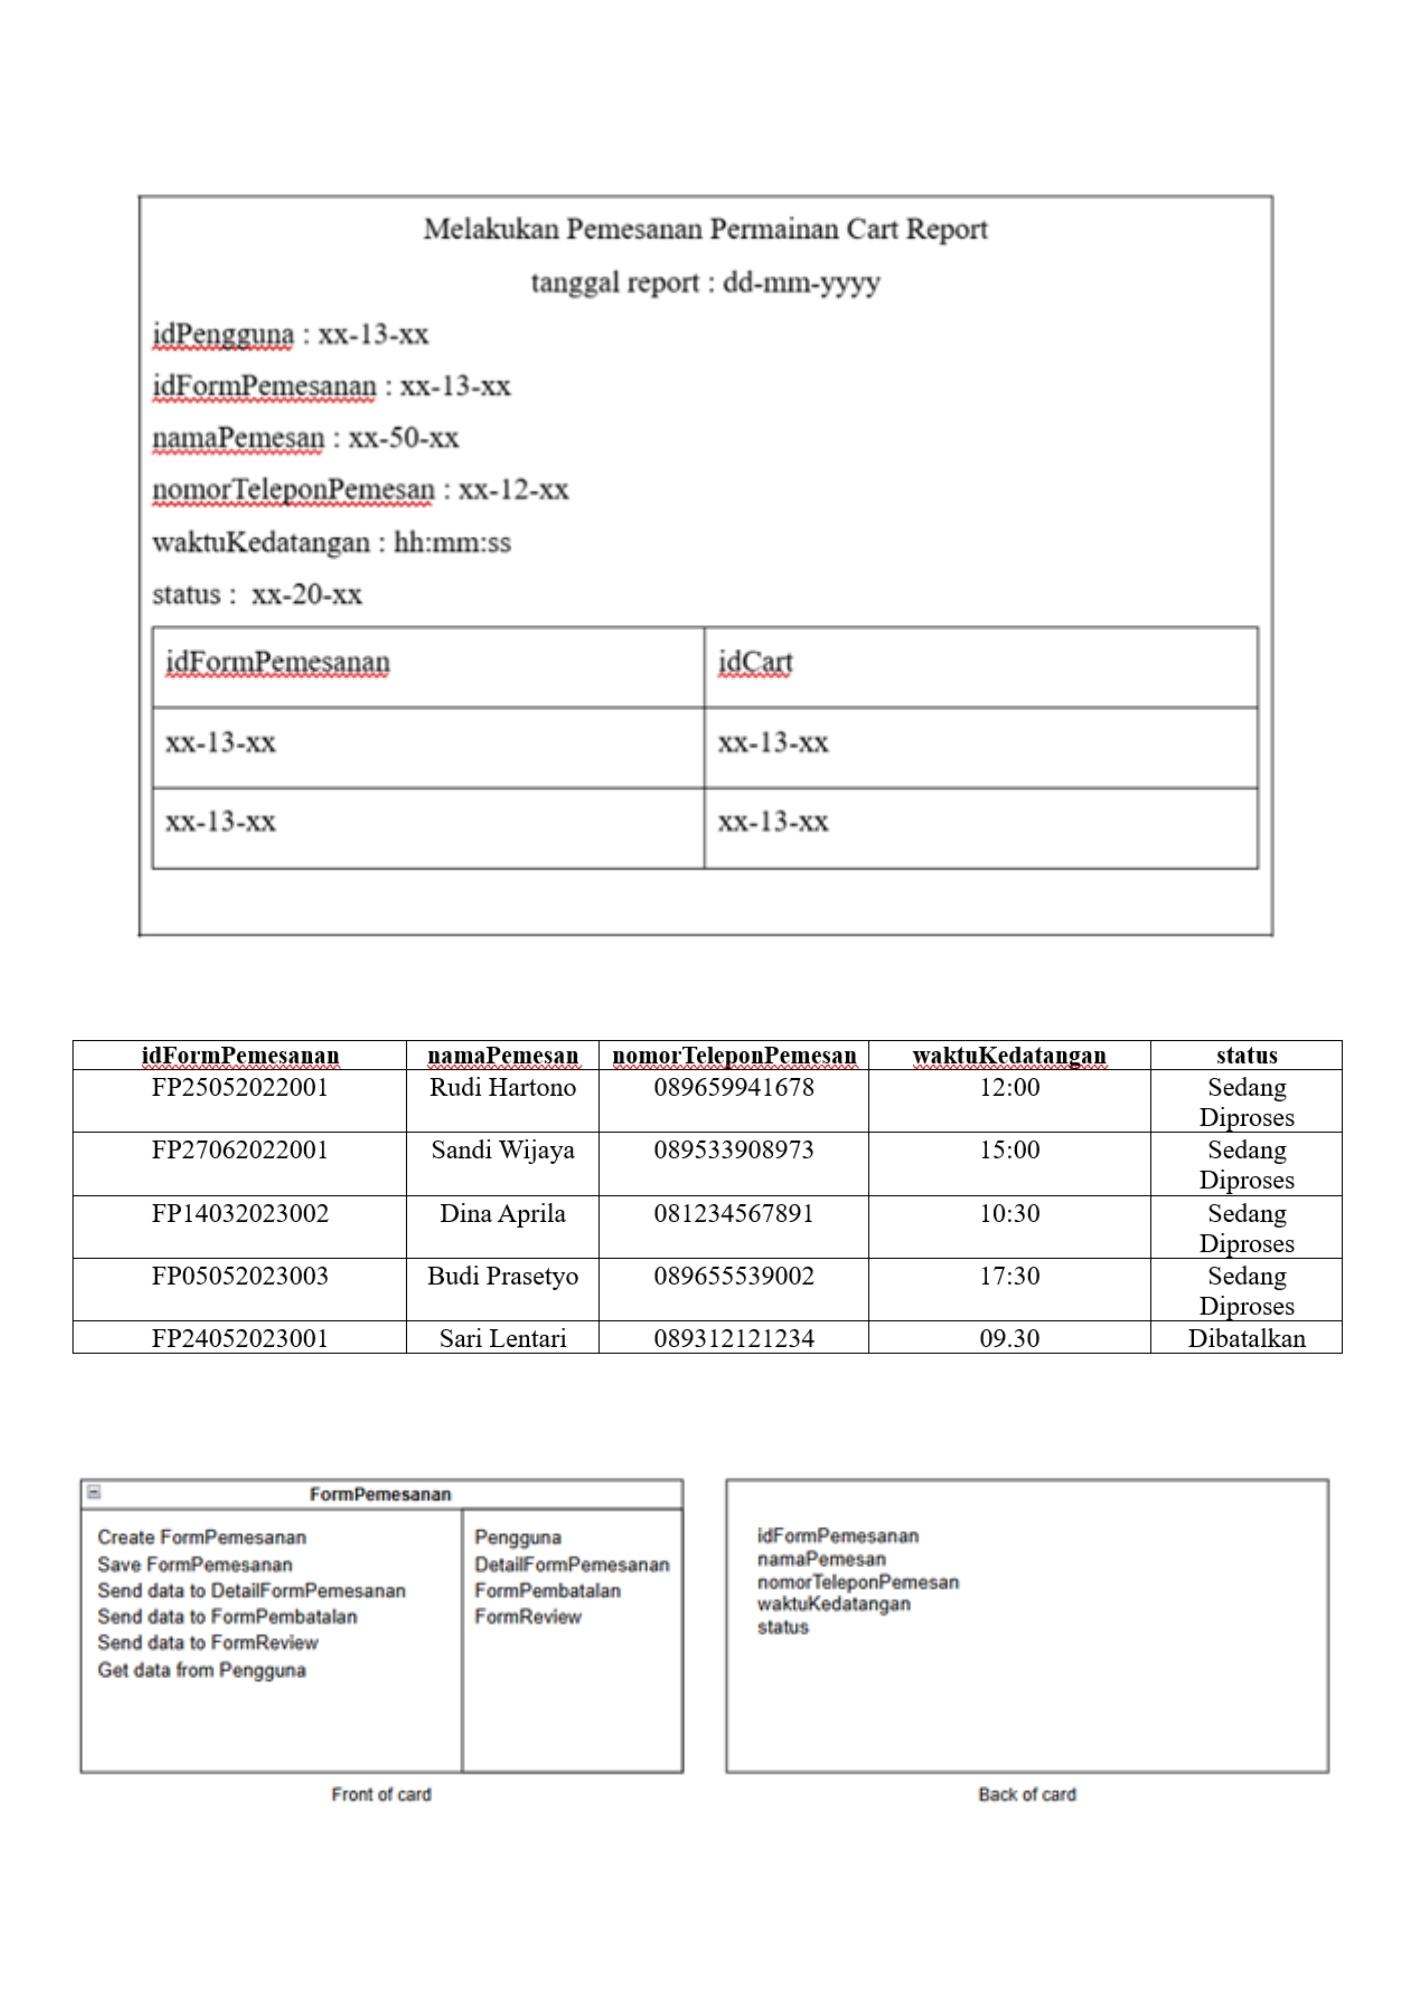 Melakukan Pemesanan Permainan Cart Report
tanggal report : dd-mm-yyyy
idPengguna : xx-13-xx
idFormPemesanan : xx-13-xx
namaPemesan : xx-50-xx
nomorTeleponPemesan : xx-12-xx
waktuKedatangan : hh:mm:ss
status : xx-20-xx
idFormPemesanan idCart
xx-13-xx xx-13-xx
xx-13-xx xx-13-xx
idFormPemesanan namaPemesan nomorTeleponPemesan waktuKedatangan status
FP25052022001 Rudi Hartono 089659941678 12:00 Sedang
Diproses
FP27062022001 Sandi Wijaya 089533908973 15:00 Sedang
Diproses
FP14032023002 Dina Aprila 081234567891 10:30 Sedang
Diproses
FP05052023003 Budi Prasetyo 089655539002 17:30 Sedang
Diproses
FP24052023001 Sari Lentari 089312121234 09.30 Dibatalkan
FormPemesanan
Create FormPemesanan
Save FormPemesanan
Send data to DetailFormPemesanan
Send data to FormPembatalan
Send data to FormReview
Get data from Pengguna
Pengguna
DetailFormPemesanan
FormPembatalan
FormReview
Front of card
idFormPemesanan
namaPemesan
nomorTeleponPemesan
waktuKedatangan
status
Back of card